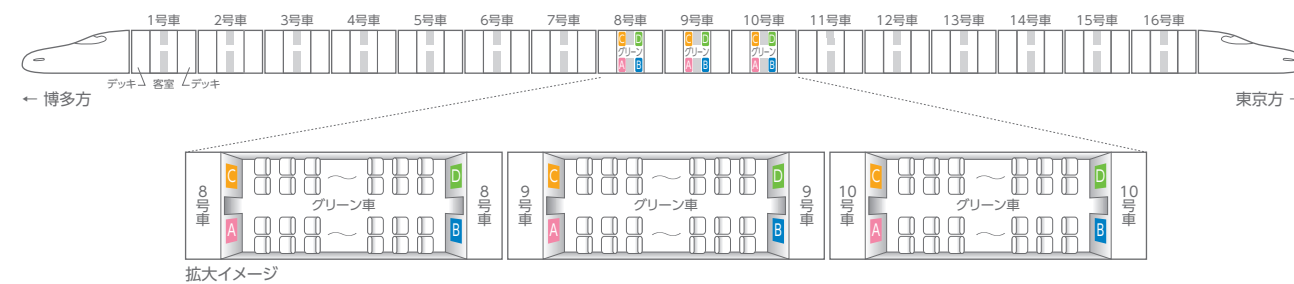 1号車 2号車 3号車 4号車 5号車 6号車 7号車 8号車 9号車 10号車 11号車 12号車 13号車 14号車 15号車 16号車
C D C D C D
グリーン グリーン グリーン
A B A B A B
デッキ 客室 デッキ
← 博多方 東京方
C D C D C D
8号車 グリーン車 8号車 9号車 グリーン車 9号車 10号車 グリーン車 10号車
A B A B A B
拡大イメージ